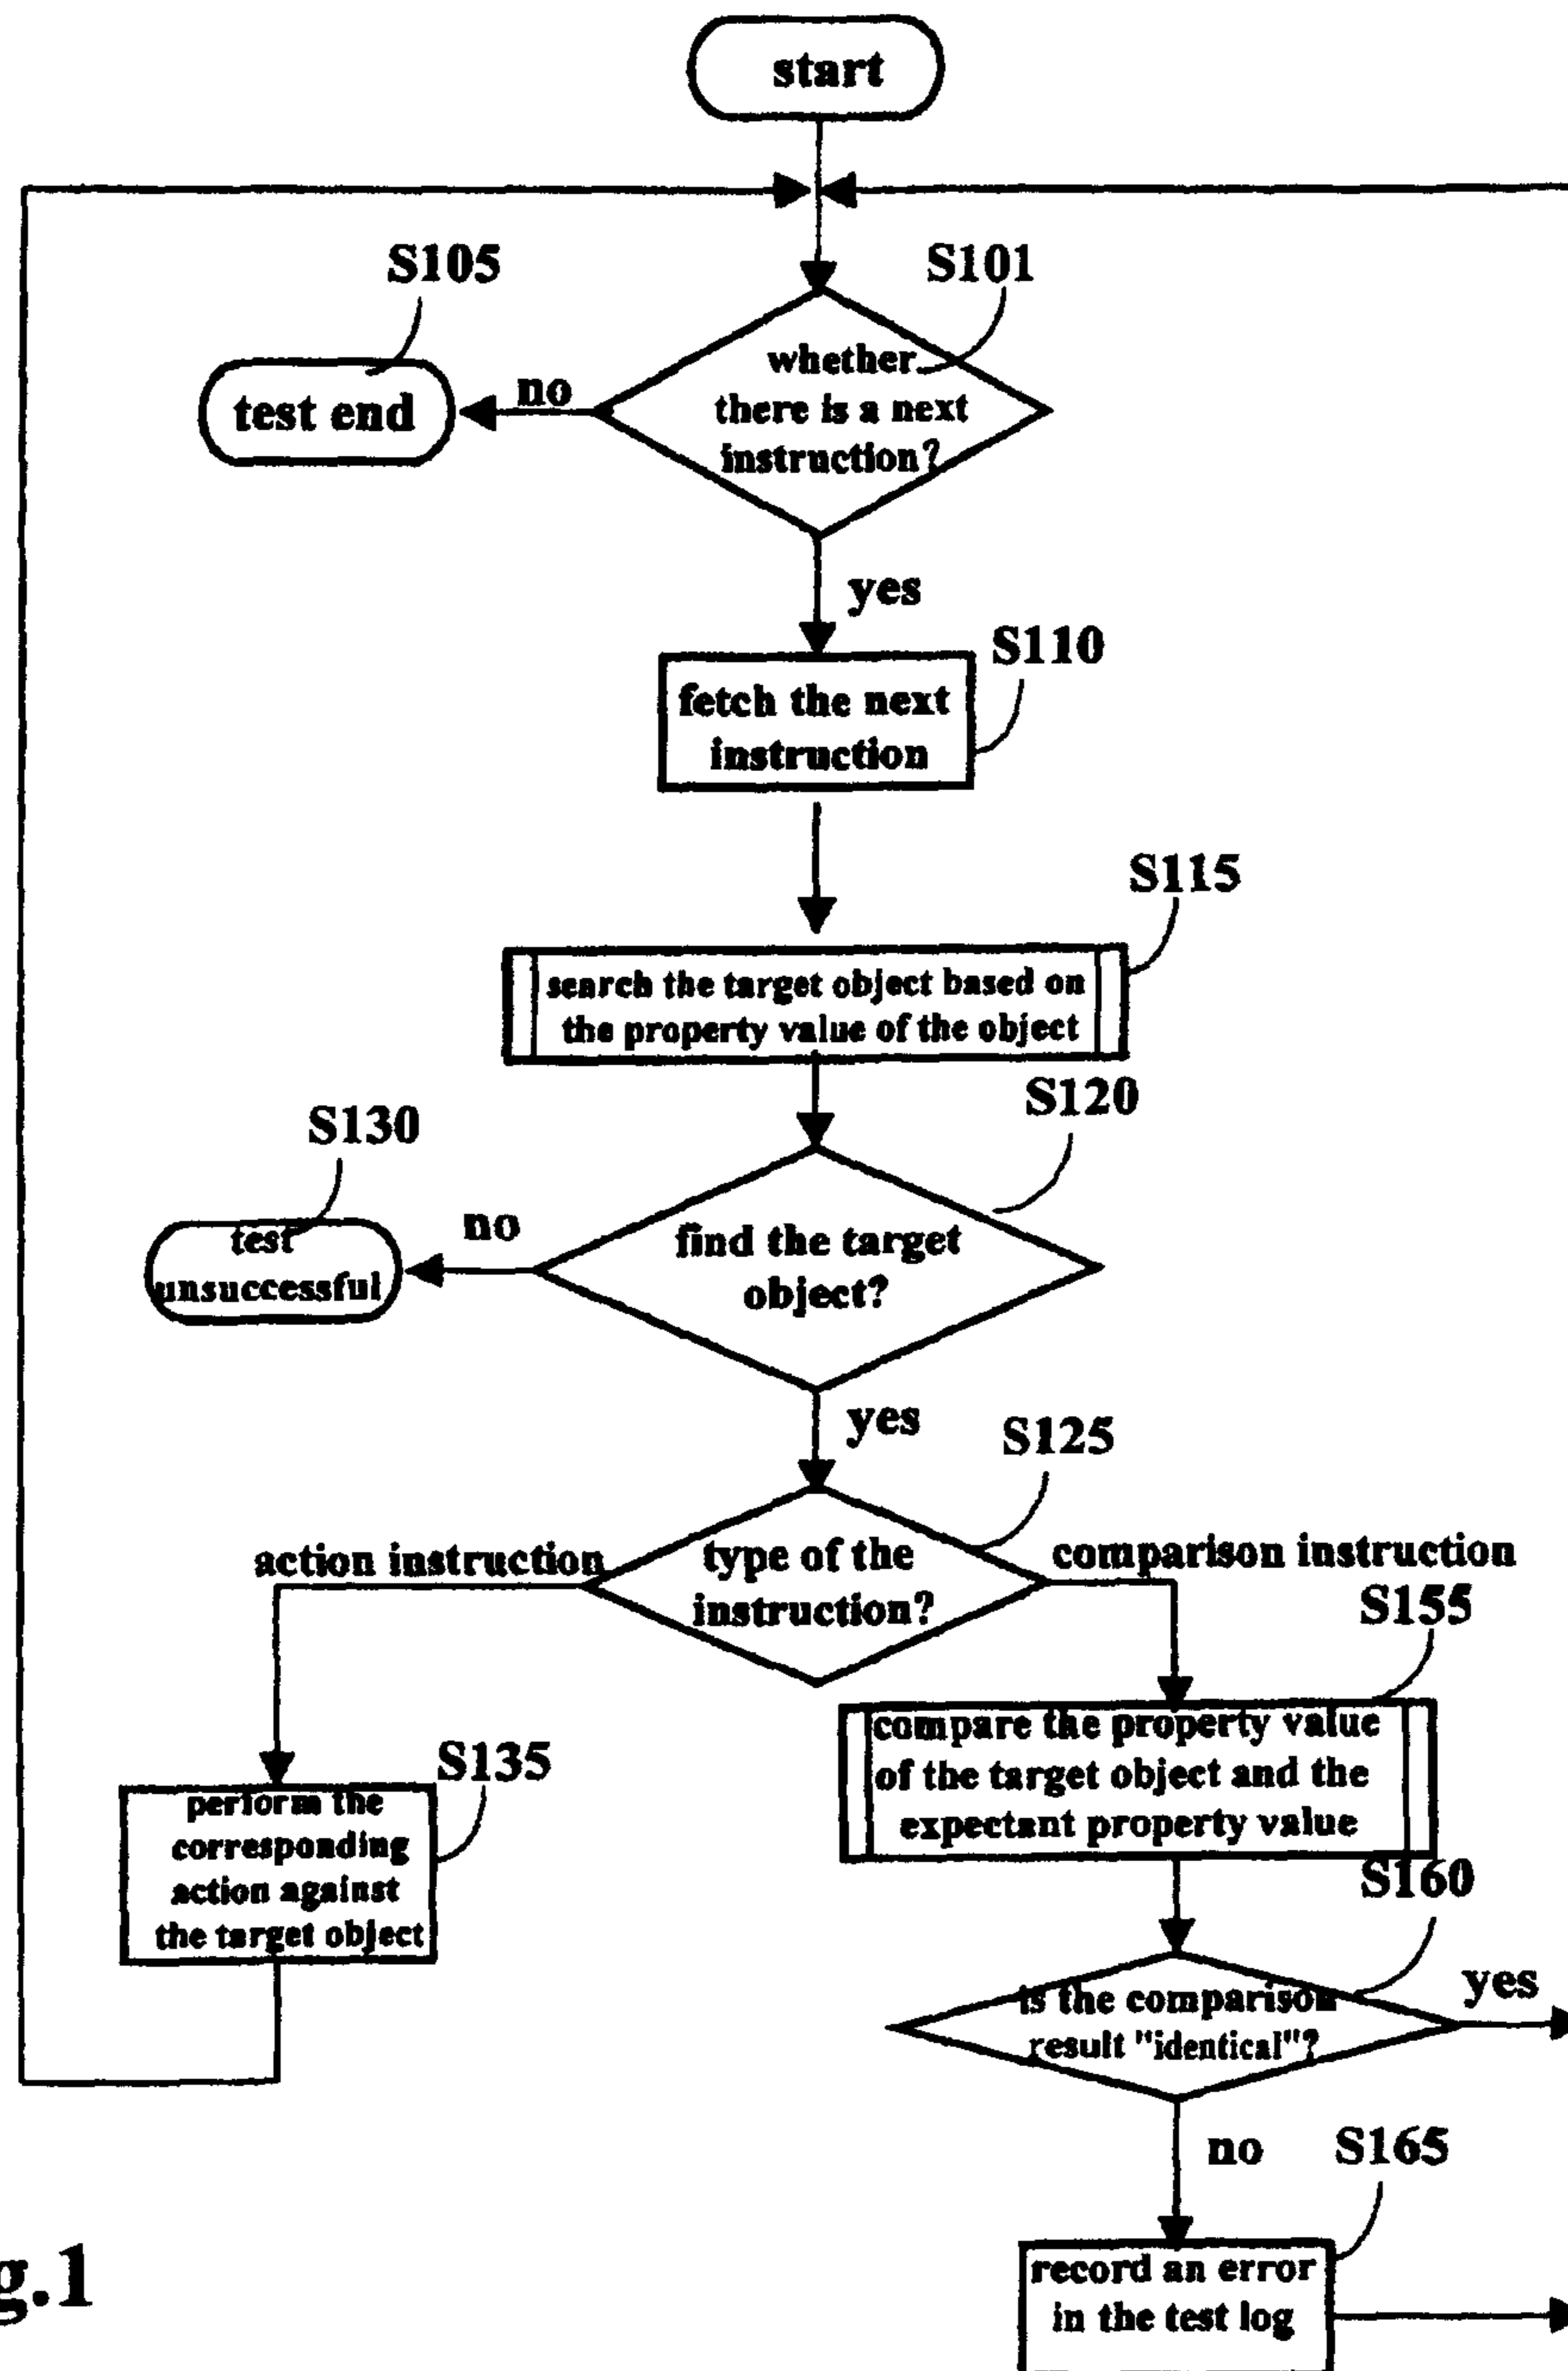 start
S105
S101
whether
there is a next
instruction?
no
test end
yes
S110
fetch the next
instruction
S115
search the target object based on
the property value of the object
S120
S130
no
find the target
object?
test
unsuccessful
yes
S125
action instruction
type of the
instruction?
comparison instruction
S155
compare the property value
of the target object and the
expectant property value
S135
perform the
corresponding
action against
the target object
S160
is the comparison
result "identical"?
yes
no
S165
record an error
in the test log
g.1